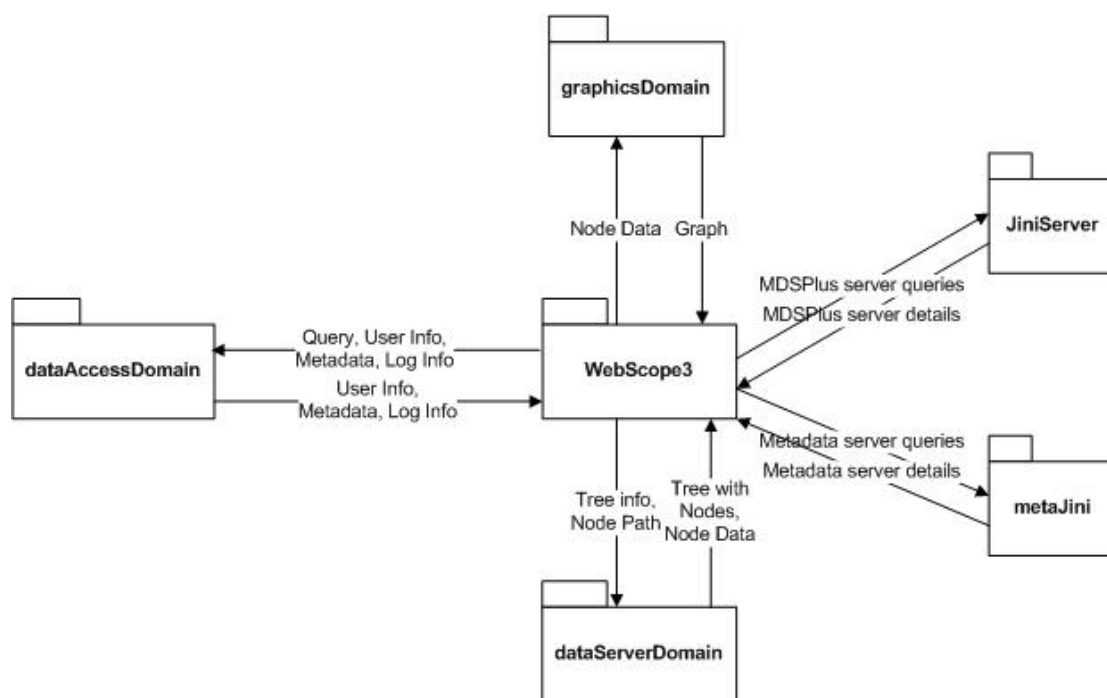 graphicsDomain
Node Data
Graph
JiniServer
MDSPlus server queries
MDSPlus server details
dataAccessDomain
Query, User Info,
Metadata, Log Info
User Info,
Metadata, Log Info
WebScope3
Metadata server queries
Metadata server details
metaJini
Tree info,
Node Path
Tree with
Nodes,
Node Data
dataServerDomain